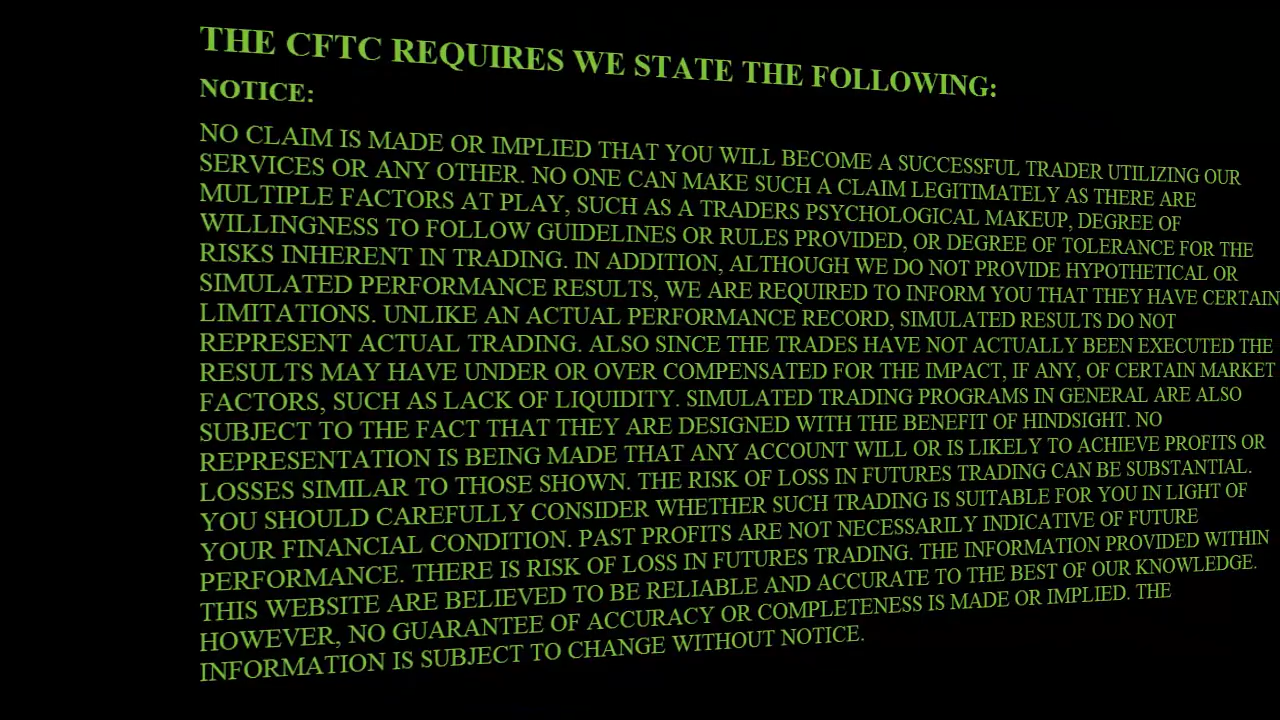 THE CFTC REQUIRES WE STATE THE FOLLOWING:
NOTICE:
NO CLAIM IS MADE OR IMPLIED THAT YOU WILL BECOME A SUCCESSFUL TRADER UTILIZING OUR
SERVICES OR ANY OTHER. NO ONE CAN MAKE SUCH A CLAIM LEGITIMATELY AS THERE ARE
MULTIPLE FACTORS AT PLAY, SUCH AS A TRADERS PSYCHOLOGICAL MAKEUP, DEGREE OF
WILLINGNESS TO FOLLOW GUIDELINES OR RULES PROVIDED, OR DEGREE OF TOLERANCE FOR THE
RISKS INHERENT IN TRADING. IN ADDITION, ALTHOUGH WE DO NOT PROVIDE HYPOTHETICAL OR
SIMULATED PERFORMANCE RESULTS, WE ARE REQUIRED TO INFORM YOU THAT THEY HAVE CERTAIN
LIMITATIONS. UNLIKE AN ACTUAL PERFORMANCE RECORD, SIMULATED RESULTS DO NOT
REPRESENT ACTUAL TRADING. ALSO SINCE THE TRADES HAVE NOT ACTUALLY BEEN EXECUTED THE
RESULTS MAY HAVE UNDER OR OVER COMPENSATED FOR THE IMPACT, IF ANY, OF CERTAIN MARKET
FACTORS, SUCH AS LACK OF LIQUIDITY. SIMULATED TRADING PROGRAMS IN GENERAL ARE ALSO
SUBJECT TO THE FACT THAT THEY ARE DESIGNED WITH THE BENEFIT OF HINDSIGHT. NO
REPRESENTATION IS BEING MADE THAT ANY ACCOUNT WILL OR IS LIKELY TO ACHIEVE PROFITS OR
LOSSES SIMILAR TO THOSE SHOWN. THE RISK OF LOSS IN FUTURES TRADING CAN BE SUBSTANTIAL.
YOU SHOULD CAREFULLY CONSIDER WHETHER SUCH TRADING IS SUITABLE FOR YOU IN LIGHT OF
YOUR FINANCIAL CONDITION. PAST PROFITS ARE NOT NECESSARILY INDICATIVE OF FUTURE
PERFORMANCE. THERE IS RISK OF LOSS IN FUTURES TRADING. THE INFORMATION PROVIDED WITHIN
THIS WEBSITE ARE BELIEVED TO BE RELIABLE AND ACCURATE TO THE BEST OF OUR KNOWLEDGE.
HOWEVER, NO GUARANTEE OF ACCURACY OR COMPLETENESS IS MADE OR IMPLIED. THE
INFORMATION IS SUBJECT TO CHANGE WITHOUT NOTICE.